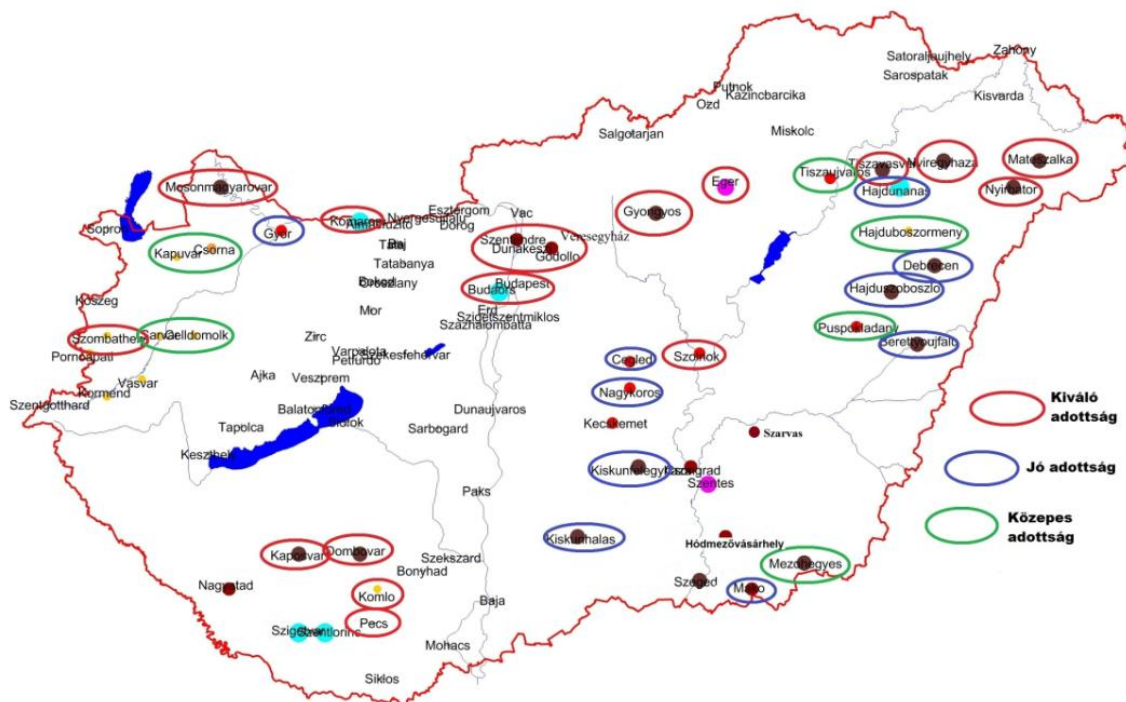 Zahony
Satoraljaujhely
Sarospatak
Putnok
Kazincbarcika
Kisvarda
Ozd
Salgotarjan
Miskolc
Mateszalka
Nyiregyhaza
Tiszavasvari
Tiszaujvaros
Nyirbator
Hajdunanas
Eger
Mosonmagyarovar
Gyongyos
Esztergom
Nyergesujfalu
Dorog
Komarom
Almasfuzito
Vac
Sopron
Gyor
Szentendre
Dunakeszi
Veresegyház
Godollo
Hajduboszormeny
Csorna
Kapuvar
Tata
Baj
Tatabanya
Debrecen
Bokod
Oroszlany
Budapest
Budaors
Hajduszoboszlo
Koszeg
Mor
Erd
Szigetszentmiklos
Szazhalombatta
Puspokladany
Berettyoujfalu
Szombathely
Sarvar
Celldomolk
Zirc
Pornoapati
Varpalota
Szekesfehervar
Petfurdo
Cegled
Szolnok
Vasvar
Ajka
Veszprem
Nagykoros
Kormend
Szentgotthard
Balatonfured
Siofok
Dunaujvaros
Kecskemet
Kiváló
adottság
Tapolca
Sarbogard
Szarvas
Keszthely
Kiskunfelegyhaza
Csongrad
Szentes
Jó adottság
Paks
Közepes
adottság
Kiskunhalas
Hódmezővásárhely
Kaposvar
Dombovar
Szekszard
Bonyhad
Mezohegyes
Nagyatad
Komlo
Szeged
Mako
Baja
Pecs
Szigetvar
Szentlorinc
Mohacs
Siklos